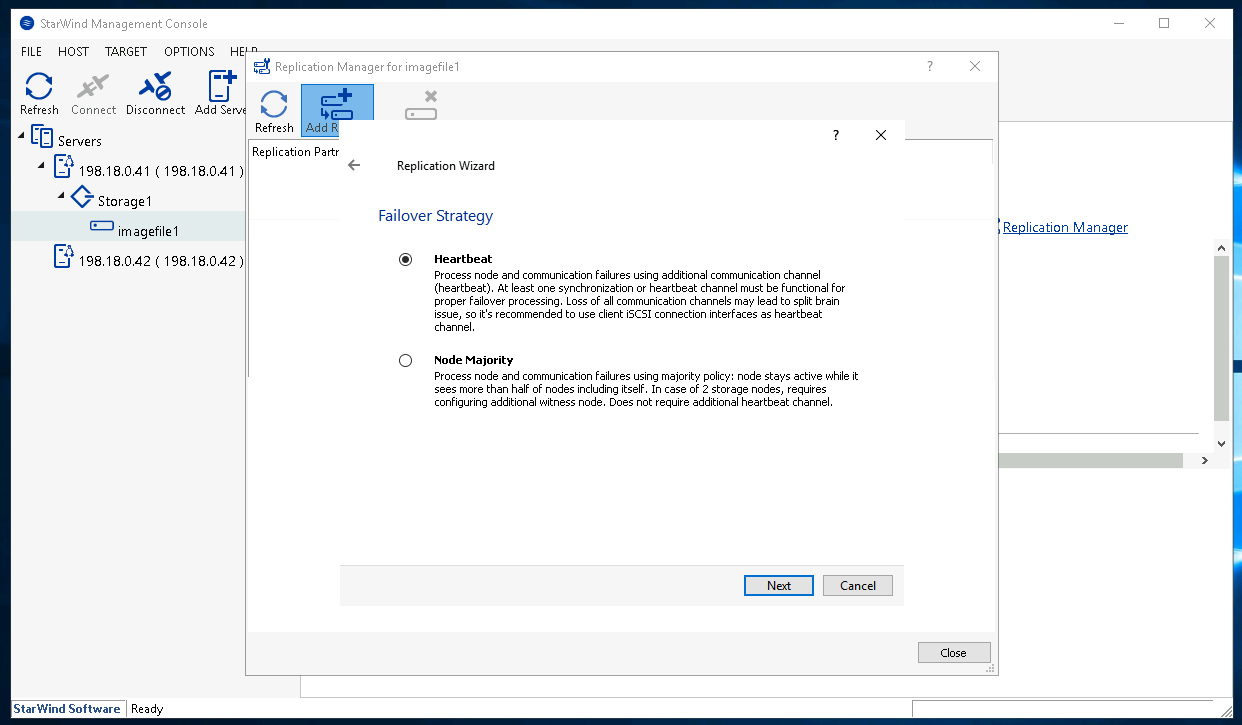 StarWind Management Console
FILE HOST TARGET OPTIONS HELP
Refresh Connect Disconnect Add Serve
Servers
198.18.0.41 ( 198.18.0.41 )
Storage1
imagefile1
198.18.0.42 ( 198.18.0.42 )
Replication Manager for imagefile1
?
Refresh Add R
Replication Partn
?
Replication Wizard
Failover Strategy
Heartbeat
Process node and communication failures using additional communication channel
(heartbeat). At least one synchronization or heartbeat channel must be functional for
proper failover processing. Loss of all communication channels may lead to split brain
issue, so it's recommended to use client iSCSI connection interfaces as heartbeat
channel.
Node Majority
Process node and communication failures using majority policy: node stays active while it
sees more than half of nodes including itself. In case of 2 storage nodes, requires
configuring additional witness node. Does not require additional heartbeat channel.
Next Cancel
Close
Replication Manager
StarWind Software Ready